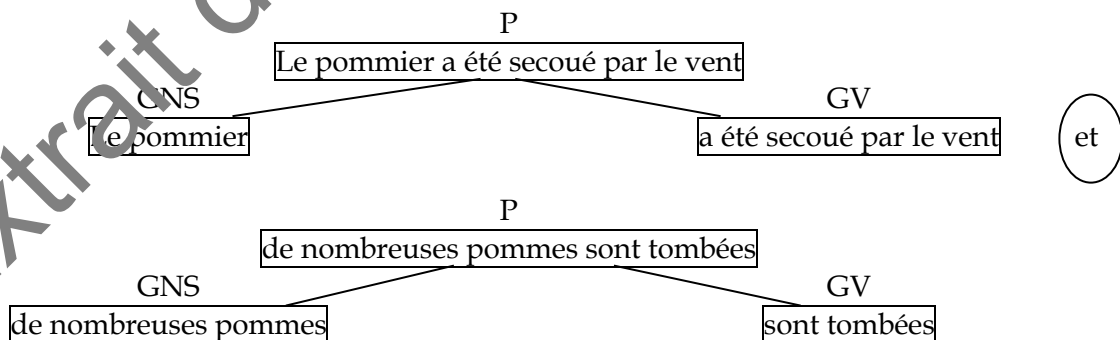 P
Le pommier a été secoué par le vent
GNS GV
Le pommier a été secoué par le vent et
P
de nombreuses pommes sont tombées
GNS GV
de nombreuses pommes sont tombées
xtrait d